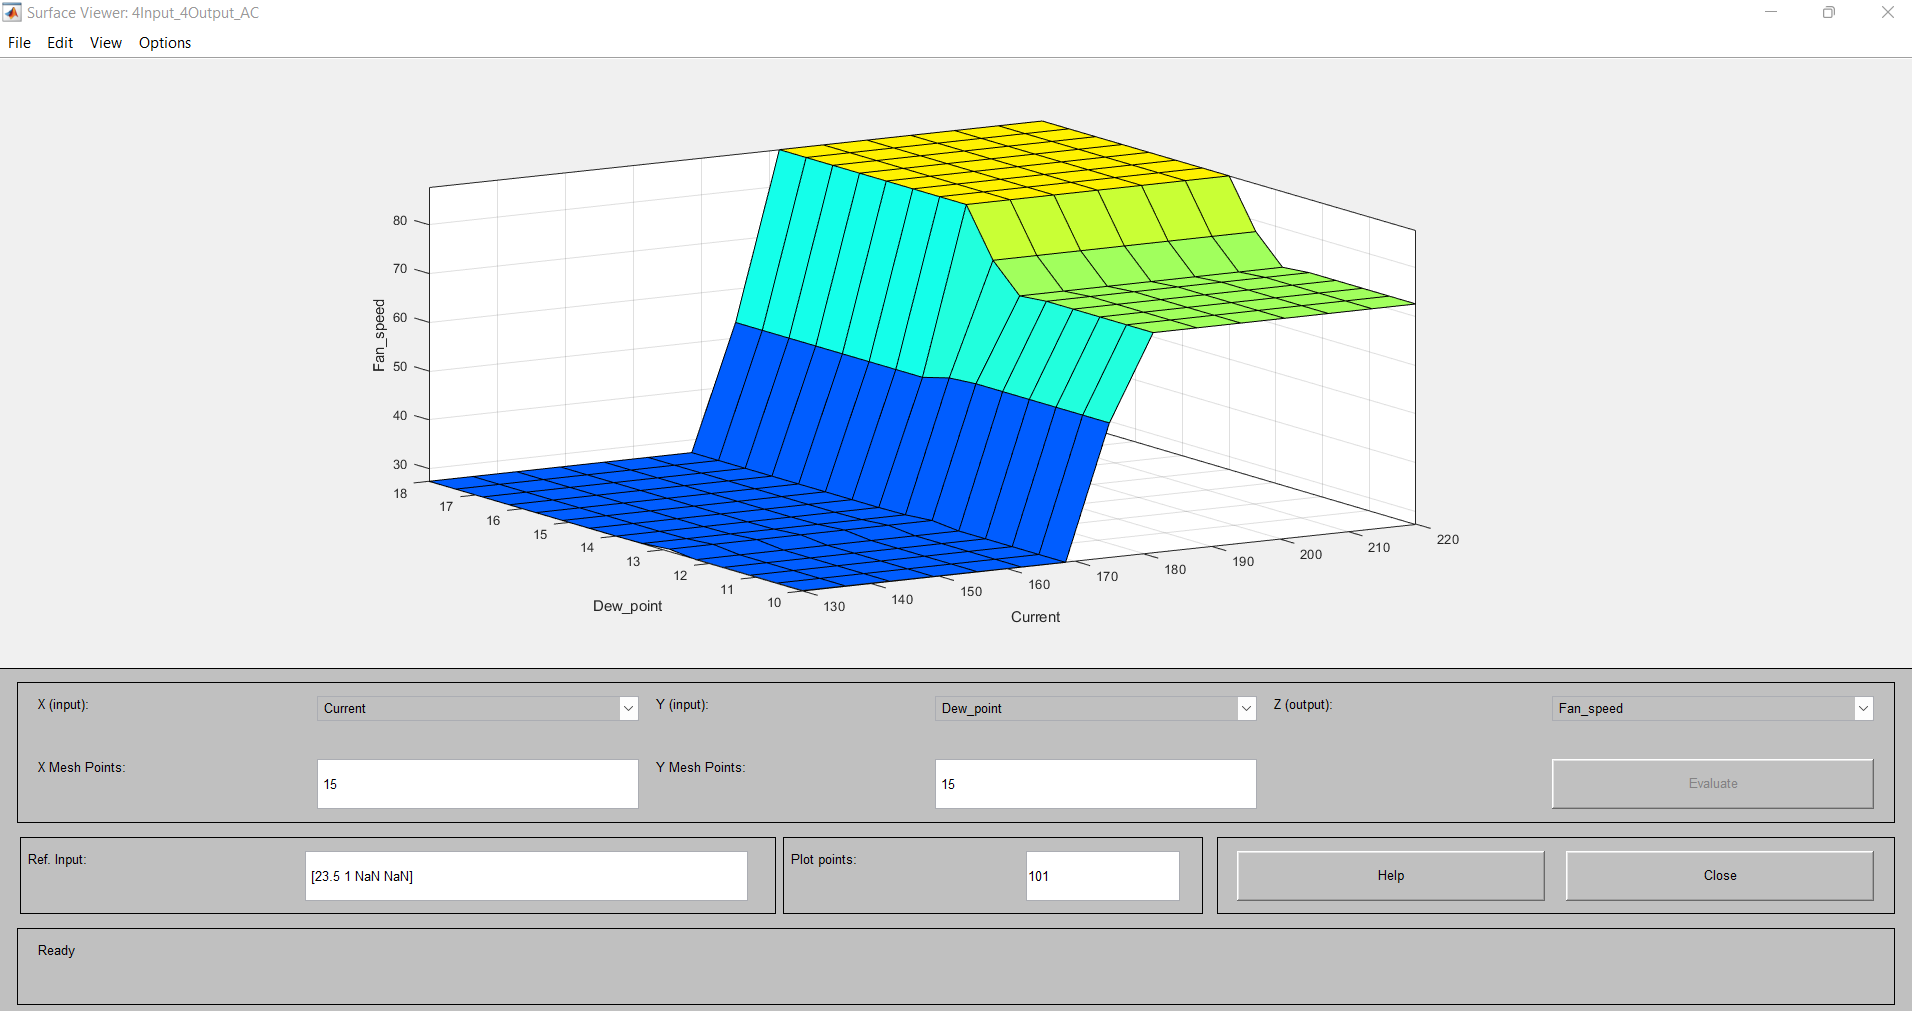 Surface Viewer: 4Input_4Output_AC
File Edit View Options
80
70
60
50
40
30
Fan_speed
18
17
16
15
14
13
12
11
10
Dew_point
130
140
150
160
170
180
190
200
210
220
Current
X (input): Current Y (input): Dew_point Z (output): Fan_speed
X Mesh Points: 15 Y Mesh Points: 15 Evaluate
Ref. Input: [23.5 1 NaN NaN] Plot points: 101 Help Close
Ready